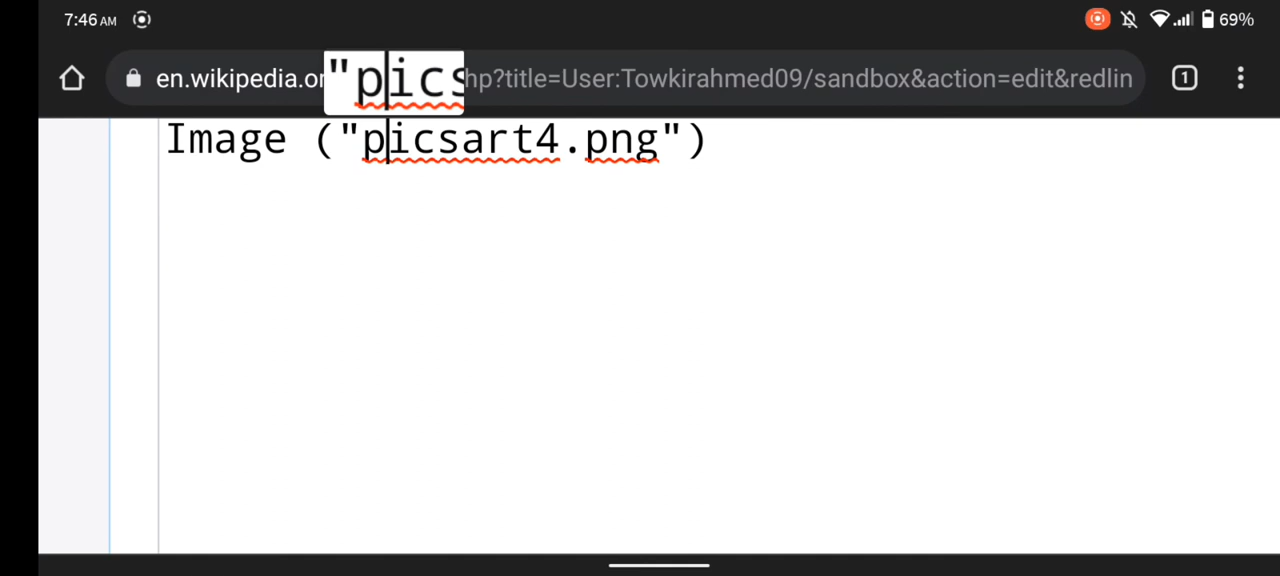 7:46 AM
69%
en.wikipedia.or
"pics
hp?title=User:Towkirahmed09/sandbox&action=edit&redlin
1
Image ("picsart4.png")